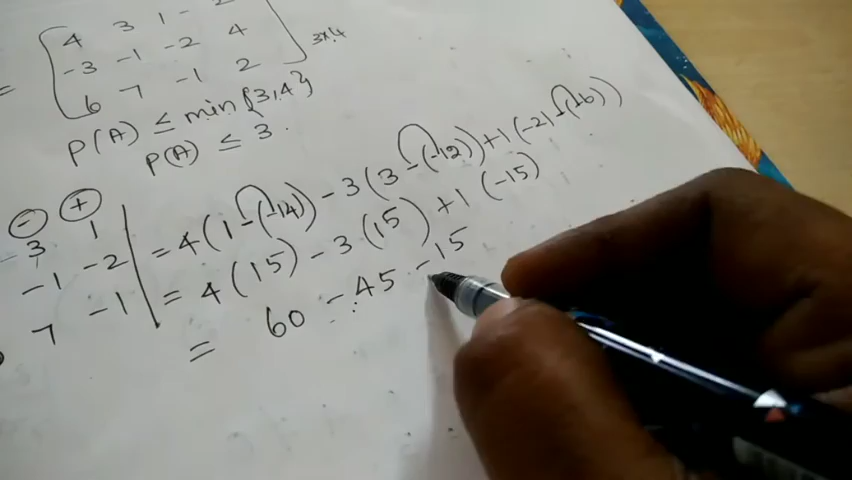 4 3 1 - 2
= -3 -1 -2 4
6 7 -1 2 3x4
ρ(A) ≤ min {3,4}
ρ(A) ≤ 3.
- +
3 1 = 4(1-(-14)) - 3(3-(-12)) + 1(-21-(-6))
-1 -2 = 4(15) - 3(15) + 1(-15)
7 -1
= 60 - 45 - 15